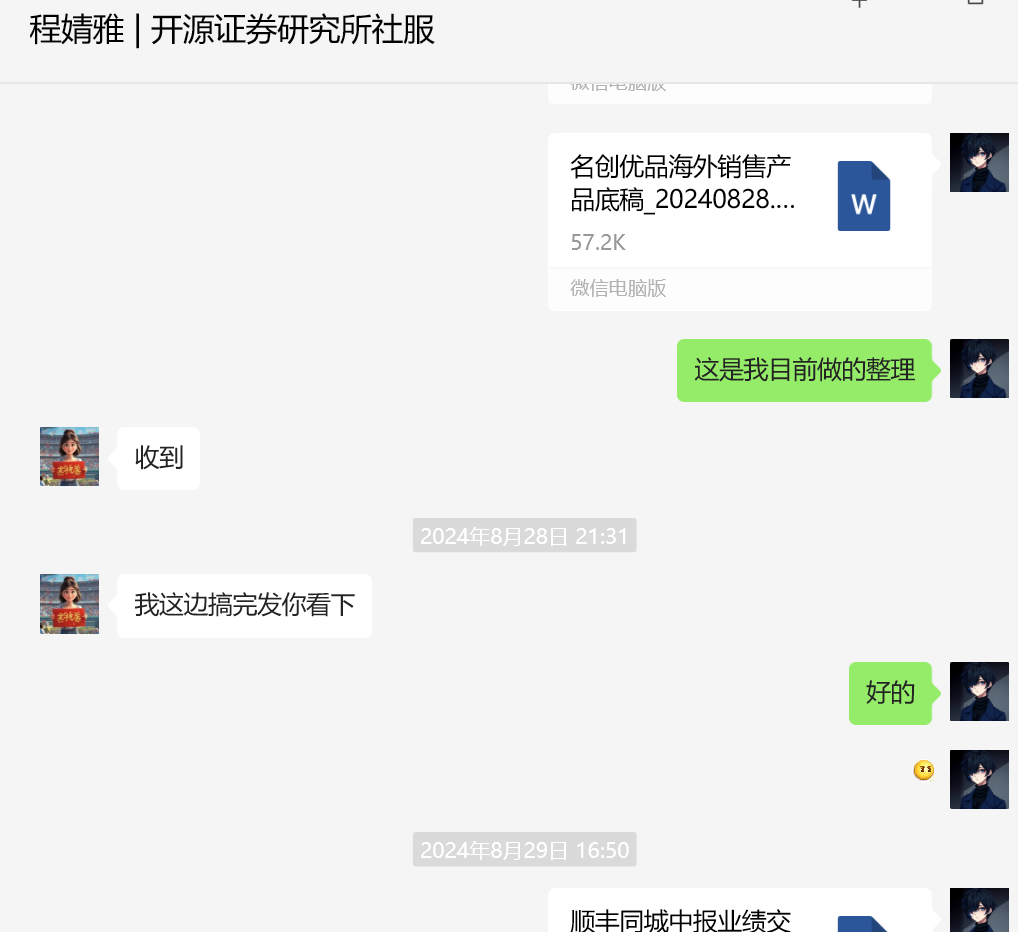 程婧雅 | 开源证券研究所社服
微信电脑版
名创优品海外销售产
品底稿_20240828....
57.2K
W
微信电脑版
这是我目前做的整理
收到
2024年8月28日 21:31
我这边搞完发你看下
好的
2024年8月29日 16:50
顺丰同城中报业绩交